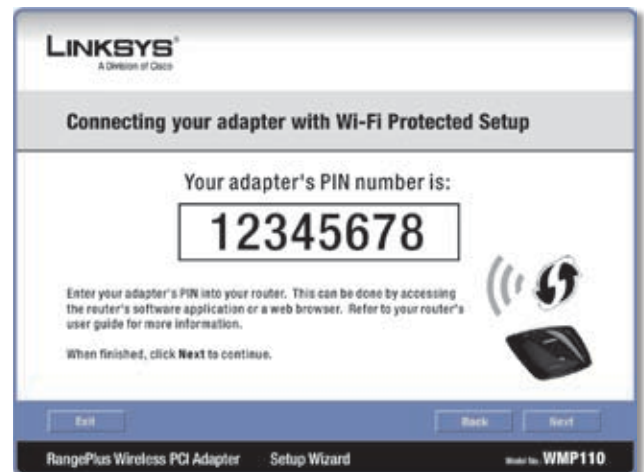 LINKSYS®
A Division of Cisco
Connecting your adapter with Wi-Fi Protected Setup
Your adapter's PIN number is:
12345678
Enter your adapter's PIN into your router. This can be done by accessing
the router's software application or a web browser. Refer to your router's
user guide for more information.
When finished, click Next to continue.
Exit
Back
Next
RangePlus Wireless PCI Adapter Setup Wizard Model No. WMP110